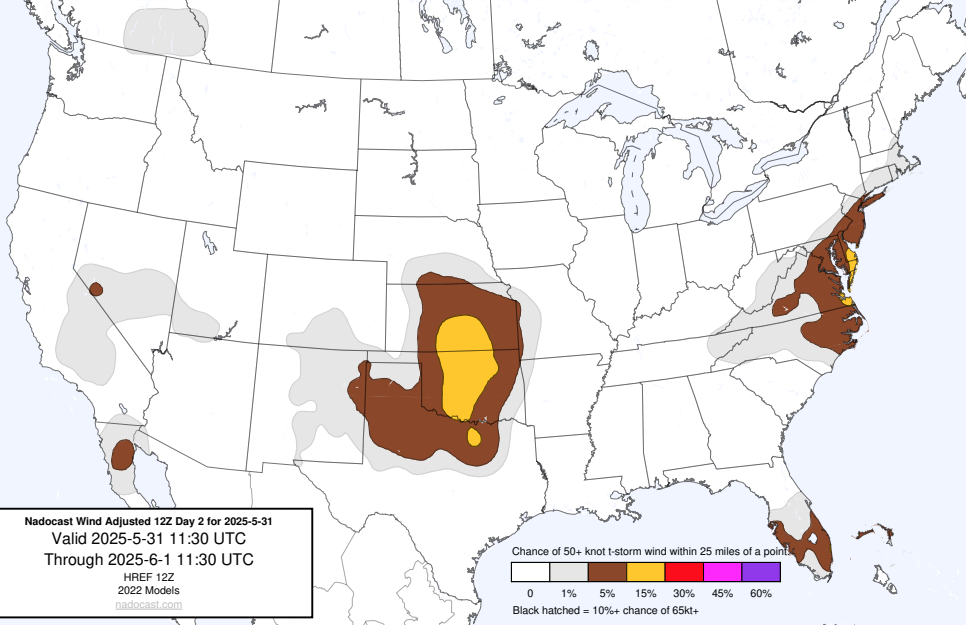 Nadocast Wind Adjusted 12Z Day 2 for 2025-5-31
Valid 2025-5-31 11:30 UTC
Through 2025-6-1 11:30 UTC
HREF 12Z
2022 Models
nadocast.com
Chance of 50+ knot t-storm wind within 25 miles of a point.
0 1% 5% 15% 30% 45% 60%
Black hatched = 10%+ chance of 65kt+